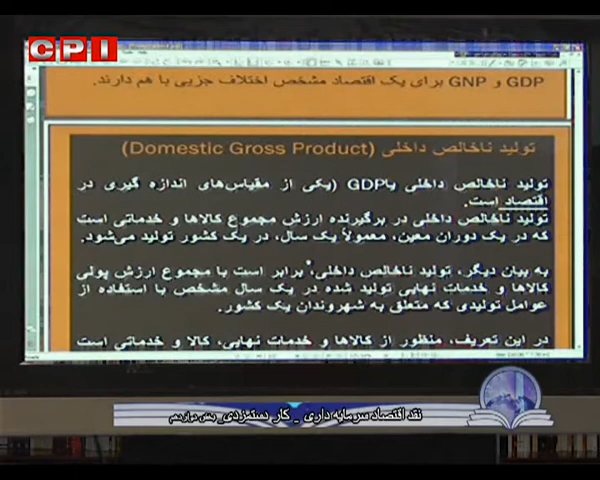 CPI
GDP و GNP برای یک اقتصاد مشخص اختلاف جزیی با هم دارند.
تولید ناخالص داخلی (Domestic Gross Product)
تولید ناخالص داخلی یاGDP (یکی از مقیاس‌های اندازه گیری در
اقتصاد است.
تولید ناخالص داخلی در برگیرنده ارزش مجموع کالاها و خدماتی است
که در یک دوران معین، معمولاً یک سال، در یک کشور تولید می‌شود.
به بیان دیگر، تولید ناخالص داخلی، برابر است با مجموع ارزش پولی
کالاها و خدمات نهایی تولید شده در یک سال مشخص با استفاده از
عوامل تولیدی که متعلق به شهروندان یک کشور.
در این تعریف، منظور از کالاها و خدمات نهایی، کالا و خدماتی است
نقد اقتصاد سرمایه داری _ کار دستمزدی_ بخش دوازدهم